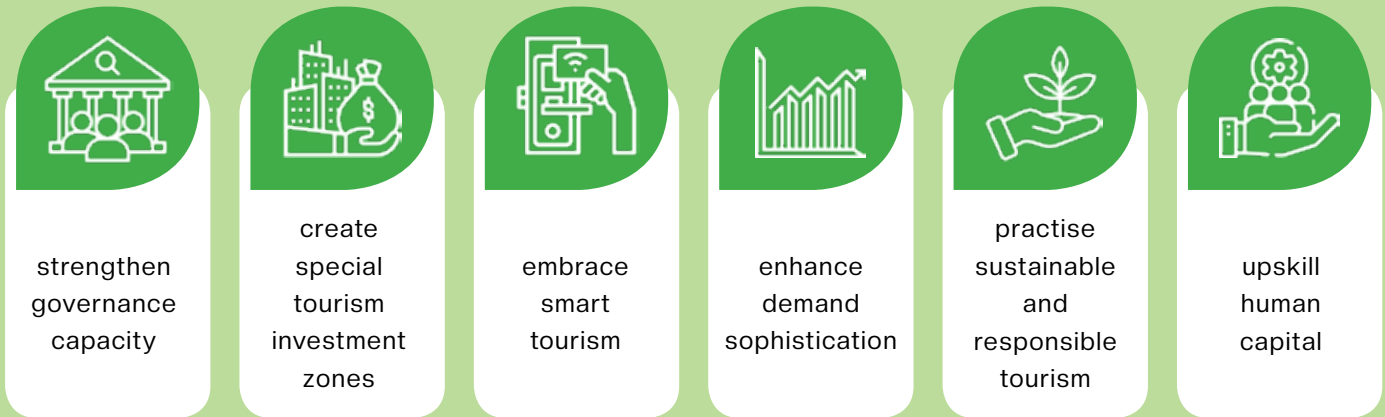 strengthen
governance
capacity
create
special
tourism
investment
zones
embrace
smart
tourism
enhance
demand
sophistication
practise
sustainable
and
responsible
tourism
upskill
human
capital
$